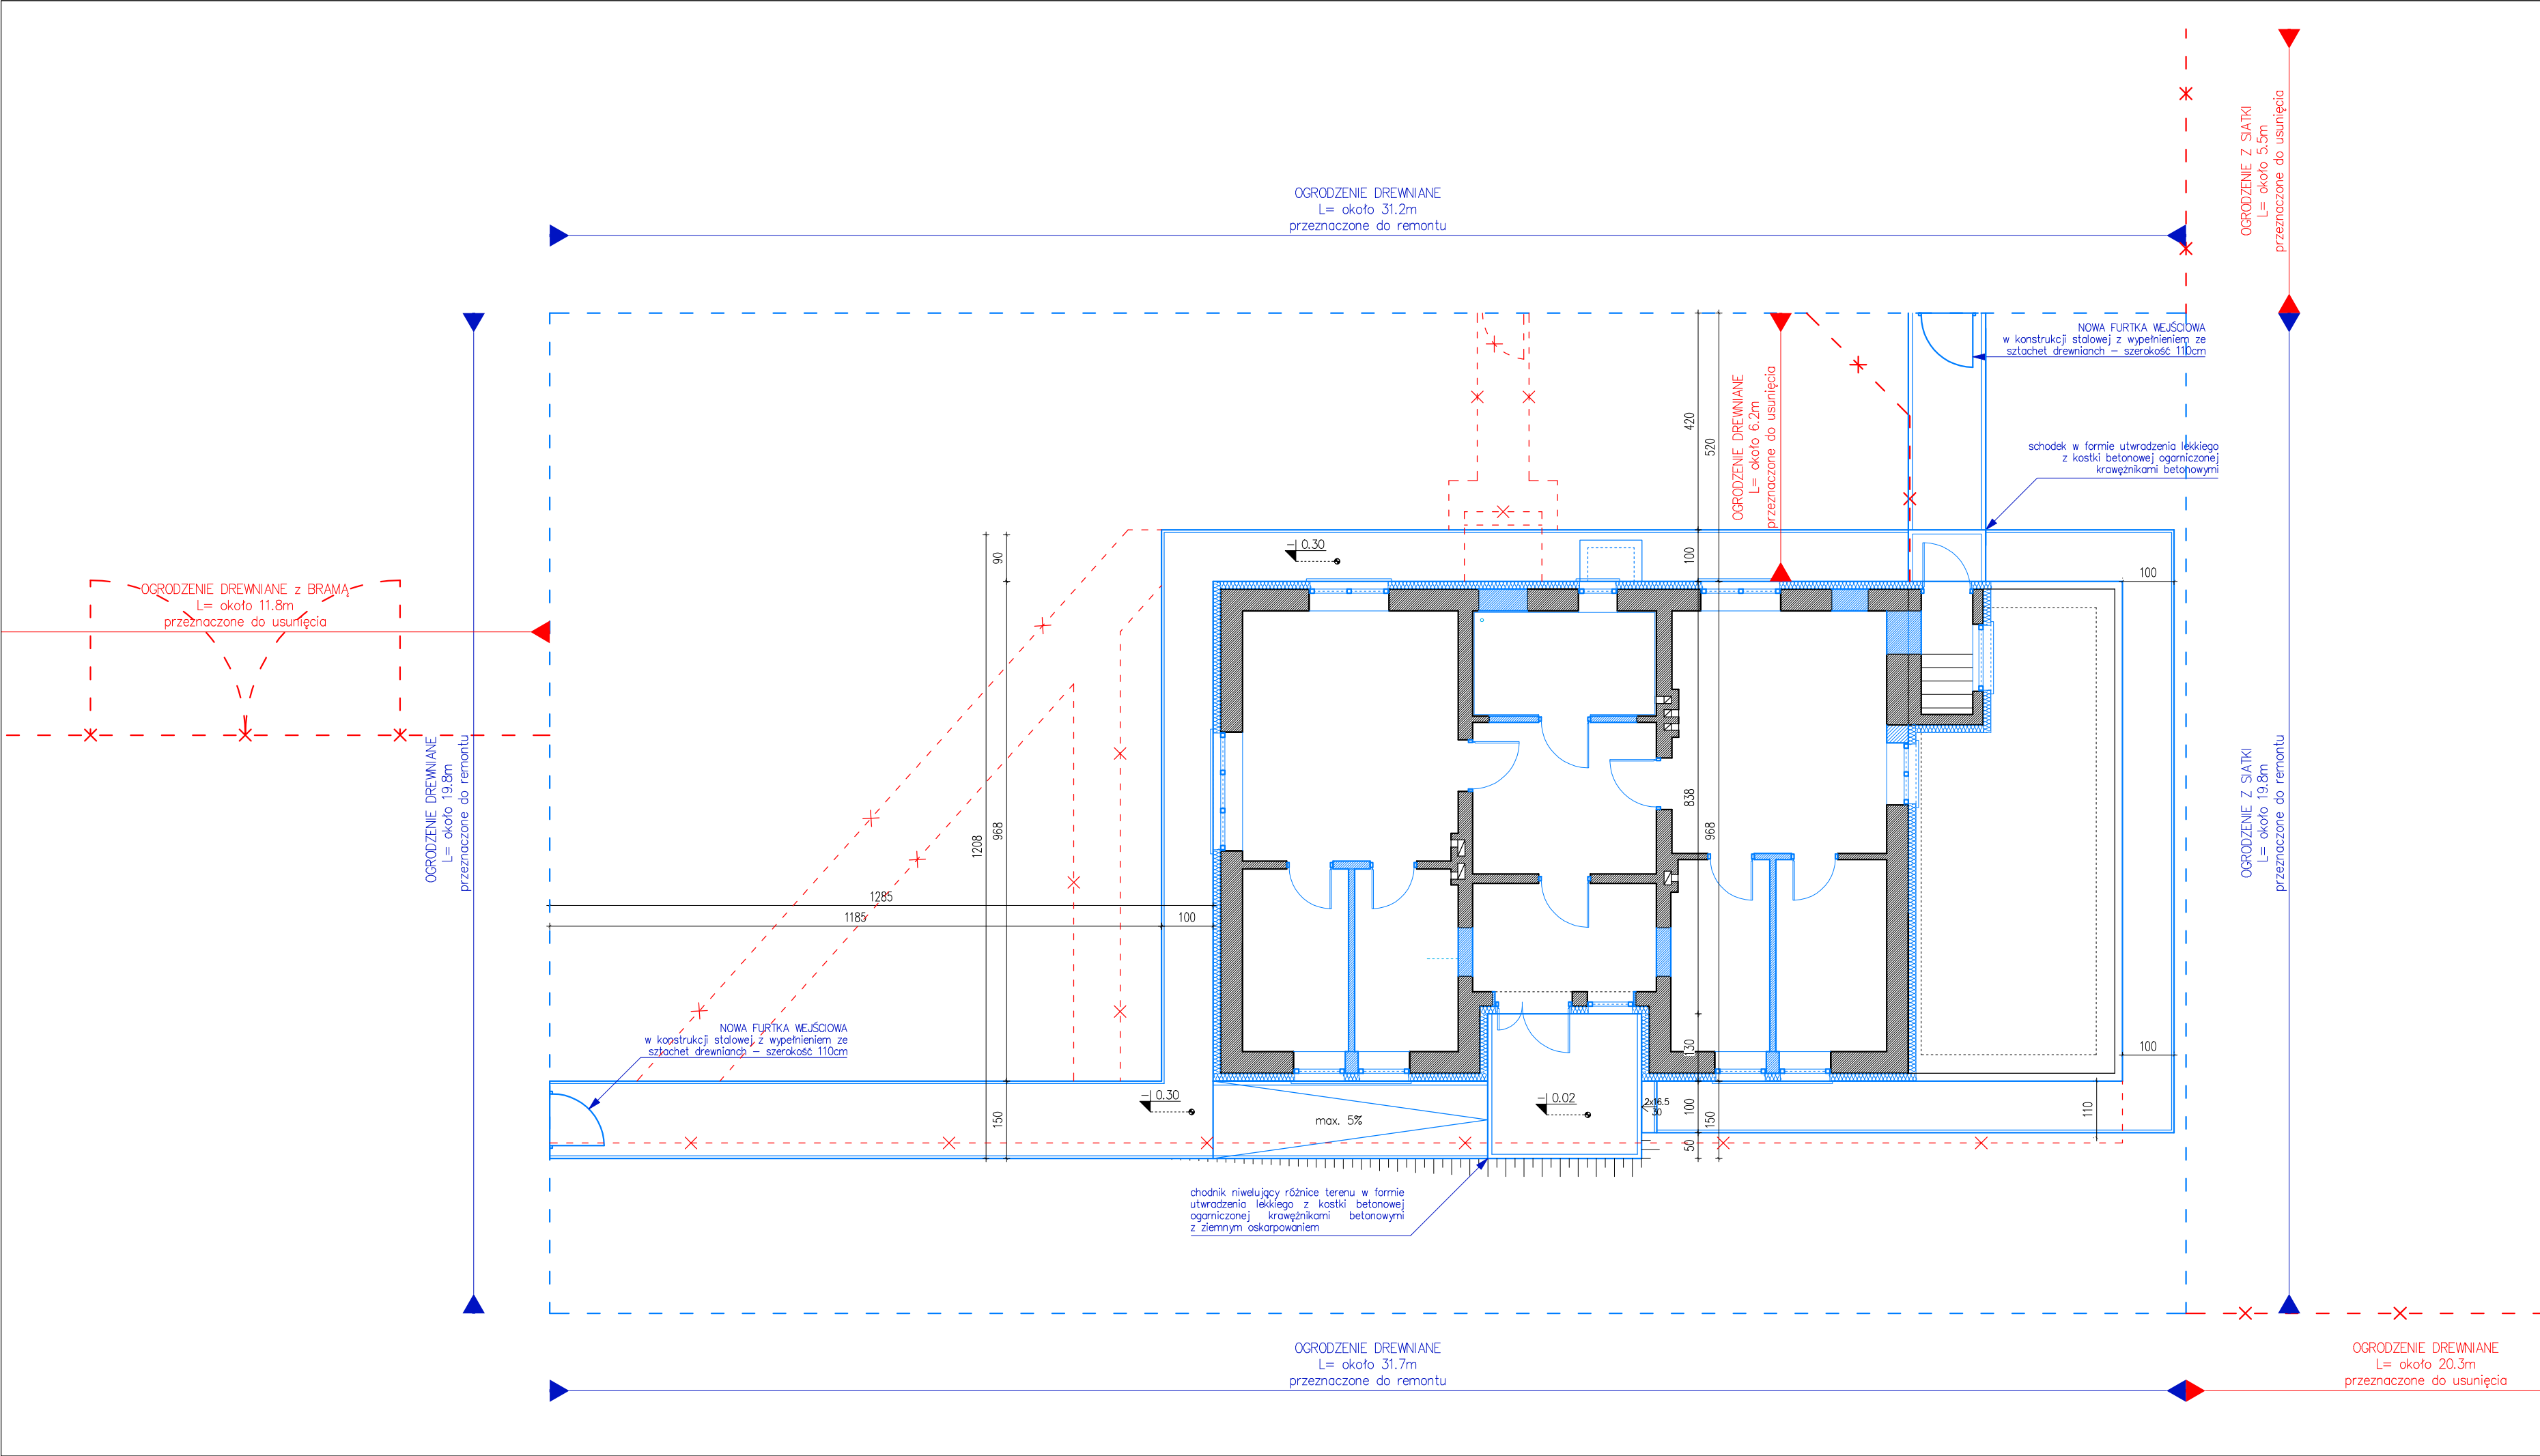 OGRODZENIE DREWNIANE
L= około 31.2m
przeznaczone do remontu
OGRODZENIE Z SIATKI
L= około 5.5m
przeznaczone do usunięcia
NOWA FURTKA WEJŚCIOWA
w konstrukcji stalowej z wypełnieniem ze
sztachet drewnianch – szerokość 110cm
schodek w formie utwradzenia lekkiego
z kostki betonowej ogarniczonej
krawężnikami betonowymi
OGRODZENIE DREWNIANE
L= około 6.2m
przeznaczone do usunięcia
420
520
100
90
-| 0.30
100
OGRODZENIE DREWNIANE z BRAMĄ
L= około 11.8m
przeznaczone do usunięcia
OGRODZENIE DREWNIANE
L= około 19.8m
przeznaczone do remontu
OGRODZENIE Z SIATKI
L= około 19.8m
przeznaczone do remontu
1208
968
838
968
1285
1185
100
NOWA FURTKA WEJŚCIOWA
w konstrukcji stalowej z wypełnieniem ze
sztachet drewnianch – szerokość 110cm
130
100
-| 0.30
-| 0.02
2x16.5
30
max. 5%
150
100
150
50
110
chodnik niwelujący różnice terenu w formie
utwradzenia lekkiego z kostki betonowej
ogarniczonej krawężnikami betonowymi
z ziemnym oskarpowaniem
OGRODZENIE DREWNIANE
L= około 31.7m
przeznaczone do remontu
OGRODZENIE DREWNIANE
L= około 20.3m
przeznaczone do usunięcia